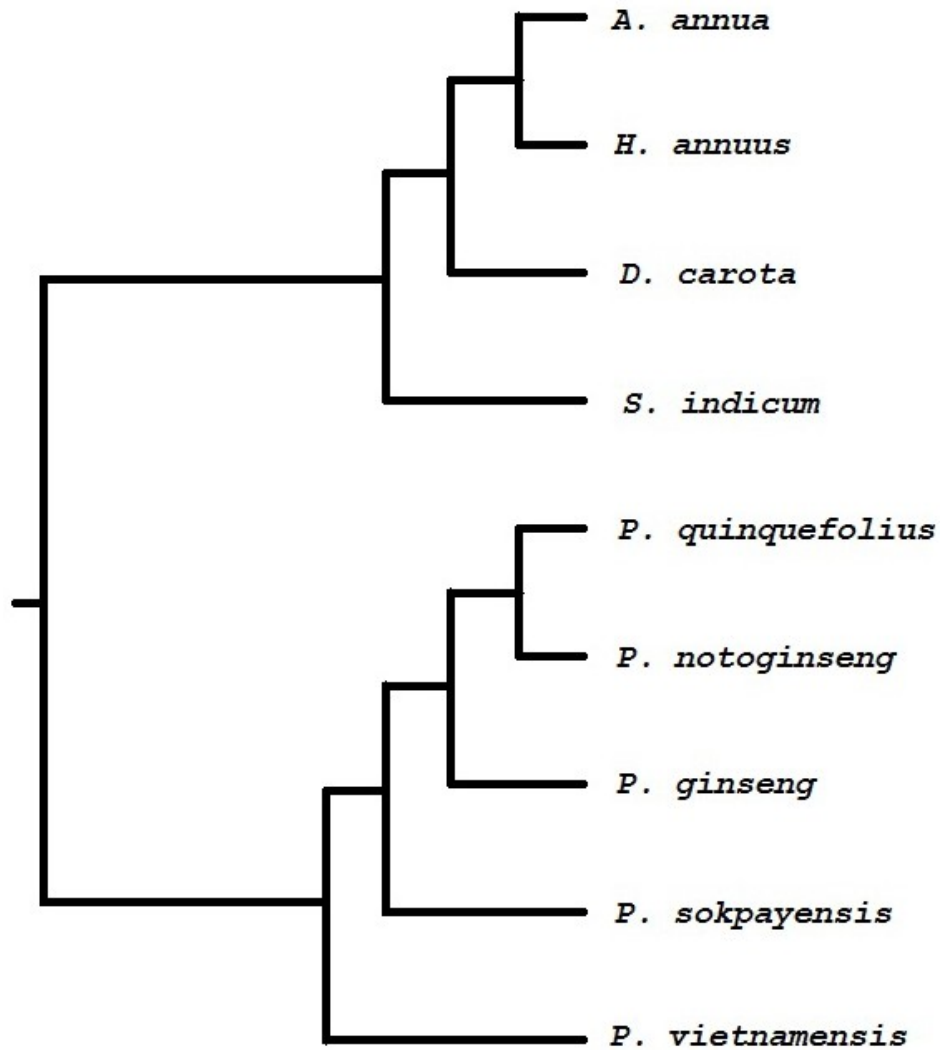 A. annua
H. annuus
D. carota
S. indicum
P. quinquefolius
P. notoginseng
P. ginseng
P. sokpayensis
P. vietnamensis